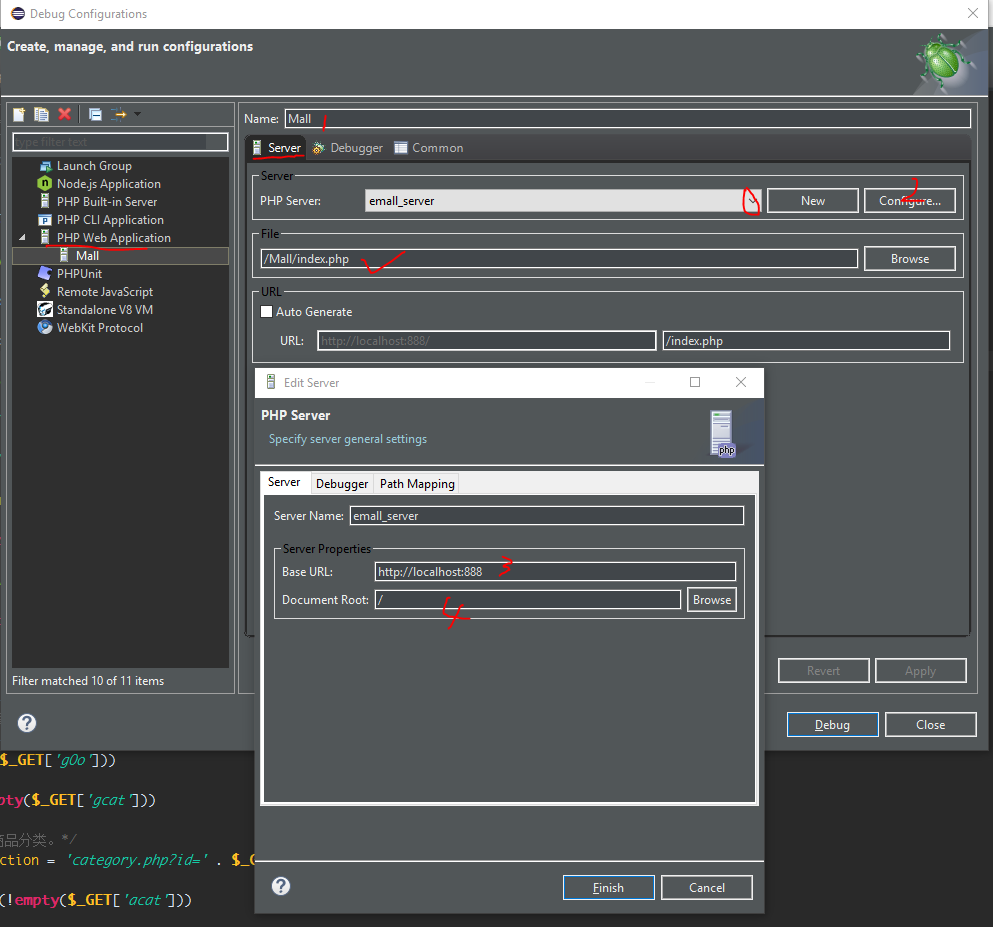 Debug Configurations
Create, manage, and run configurations
type filter text
Launch Group
Node.js Application
PHP Built-in Server
PHP CLI Application
PHP Web Application
Mall
PHPUnit
Remote JavaScript
Standalone V8 VM
WebKit Protocol
Filter matched 10 of 11 items
Name: Mall 1
Server Debugger Common
Server
PHP Server: emall_server New Configure... 2
File
/Mall/index.php Browse
URL
Auto Generate
URL: http://localhost:888/ /index.php
Edit Server
PHP Server
Specify server general settings
php
Server Debugger Path Mapping
Server Name: emall_server
Server Properties
Base URL: http://localhost:888 3
Document Root: / 4 Browse
Revert Apply
Debug Close
Finish Cancel
$_GET['gOo']))
pty($_GET['gcat']))
商品分类。*/
ction = 'category.php?id=' . $_G
(!empty($_GET['acat']))